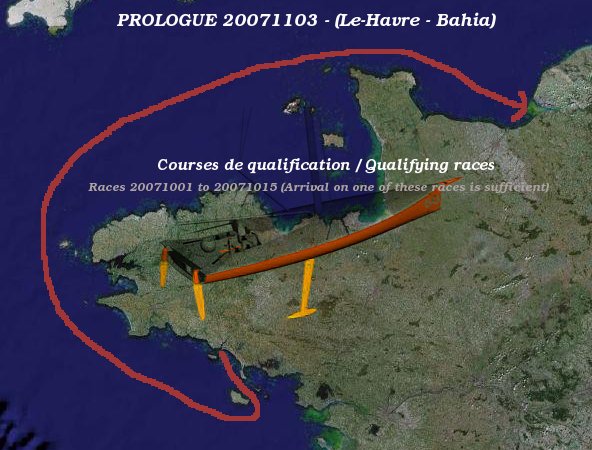 PROLOGUE 20071103 - (Le-Havre - Bahia)
Courses de qualification / Qualifying races
Races 20071001 to 20071015 (Arrival on one of these races is sufficient)